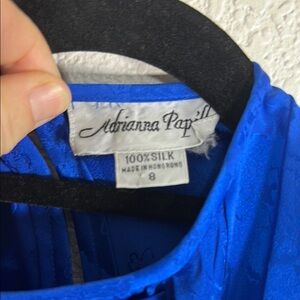 Adrianna Papell
100% SILK
MADE IN HONG KONG
8